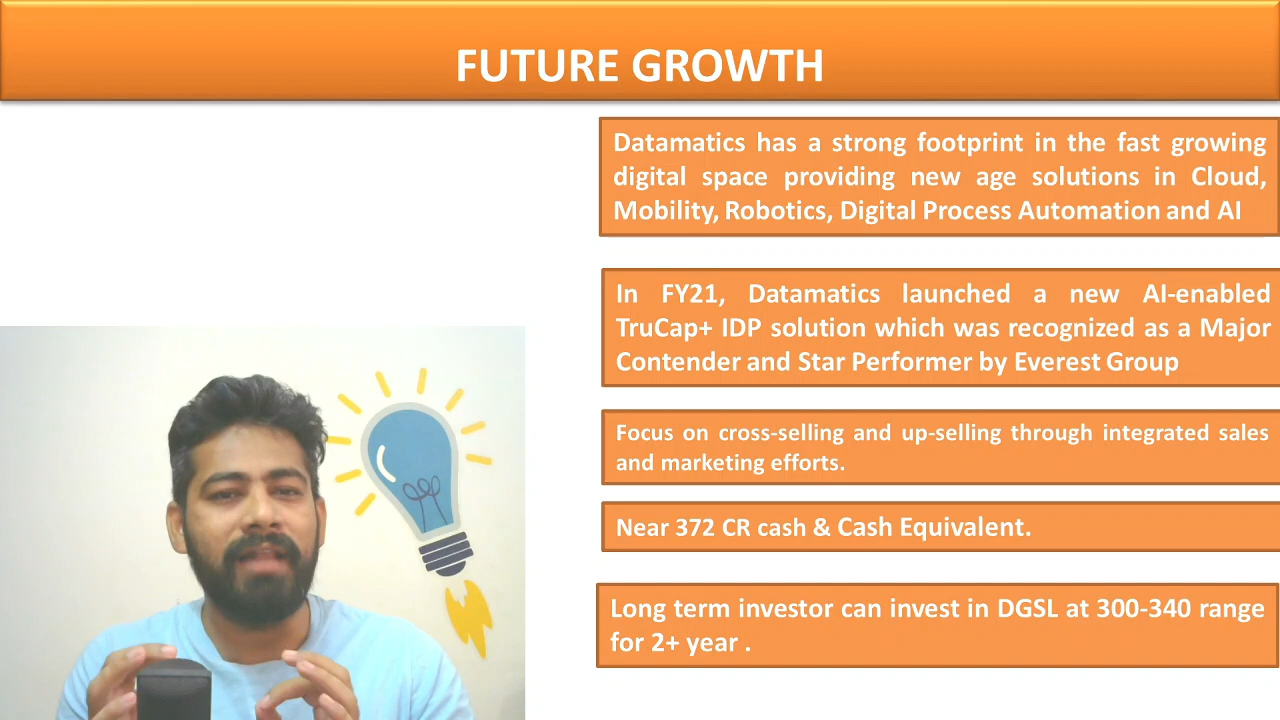 FUTURE GROWTH
Datamatics has a strong footprint in the fast growing
digital space providing new age solutions in Cloud,
Mobility, Robotics, Digital Process Automation and AI
In FY21, Datamatics launched a new AI-enabled
TruCap+ IDP solution which was recognized as a Major
Contender and Star Performer by Everest Group
Focus on cross-selling and up-selling through integrated sales
and marketing efforts.
Near 372 CR cash & Cash Equivalent.
Long term investor can invest in DGSL at 300-340 range
for 2+ year .